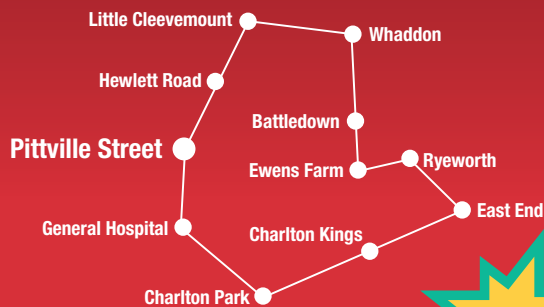 Little Cleevemount
Whaddon
Hewlett Road
Battledown
Pittville Street
Ryeworth
Ewens Farm
East End
General Hospital
Charlton Kings
Charlton Park